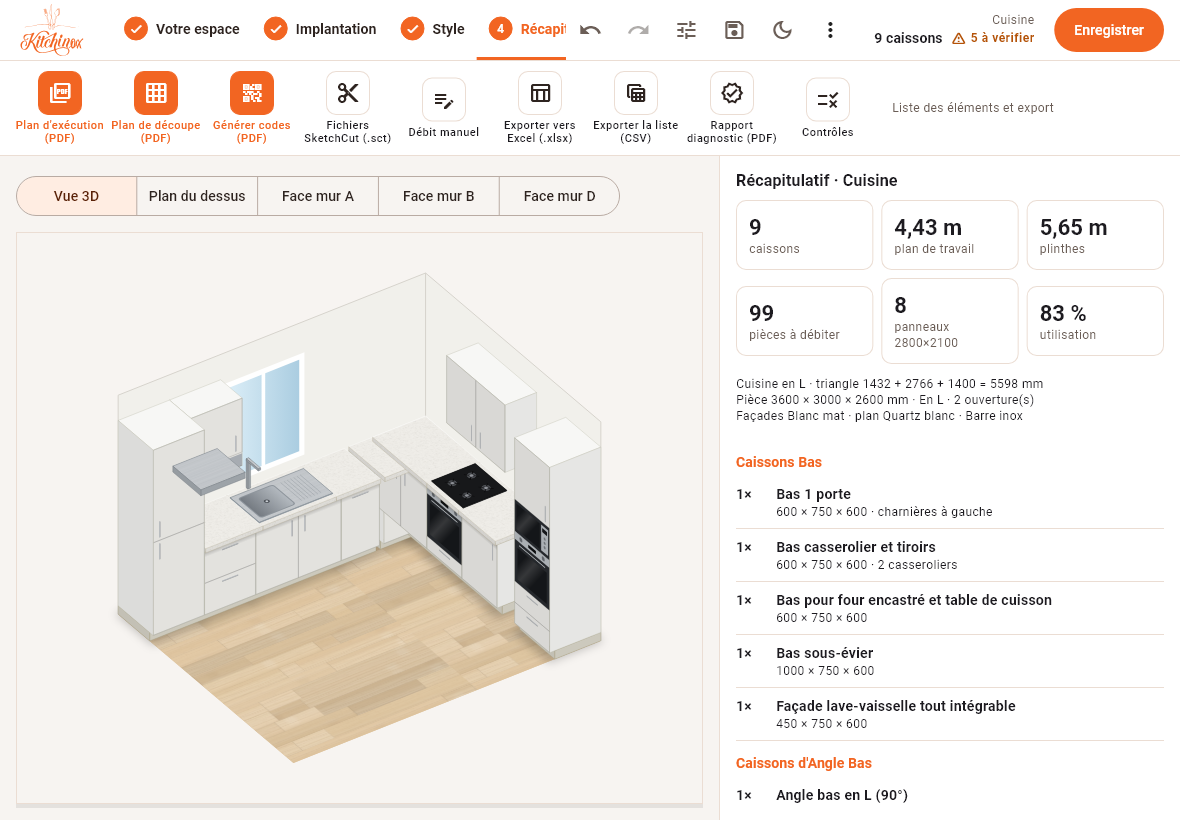 Kitchinox
Votre espace
Implantation
Style
4 Récapit
Cuisine
9 caissons
5 à vérifier
Enregistrer
PDF
Plan d'exécution
(PDF)
Plan de découpe
(PDF)
Générer codes
(PDF)
Fichiers
SketchCut (.sct)
Débit manuel
Exporter vers
Excel (.xlsx)
Exporter la liste
(CSV)
Rapport
diagnostic (PDF)
Contrôles
Liste des éléments et export
Vue 3D
Plan du dessus
Face mur A
Face mur B
Face mur D
Récapitulatif · Cuisine
9
caissons
4,43 m
plan de travail
5,65 m
plinthes
99
pièces à débiter
8
panneaux
2800×2100
83 %
utilisation
Cuisine en L · triangle 1432 + 2766 + 1400 = 5598 mm
Pièce 3600 × 3000 × 2600 mm · En L · 2 ouverture(s)
Façades Blanc mat · plan Quartz blanc · Barre inox
Caissons Bas
1× Bas 1 porte
600 × 750 × 600 · charnières à gauche
1× Bas casserolier et tiroirs
600 × 750 × 600 · 2 casseroliers
1× Bas pour four encastré et table de cuisson
600 × 750 × 600
1× Bas sous-évier
1000 × 750 × 600
1× Façade lave-vaisselle tout intégrable
450 × 750 × 600
Caissons d'Angle Bas
1× Angle bas en L (90°)